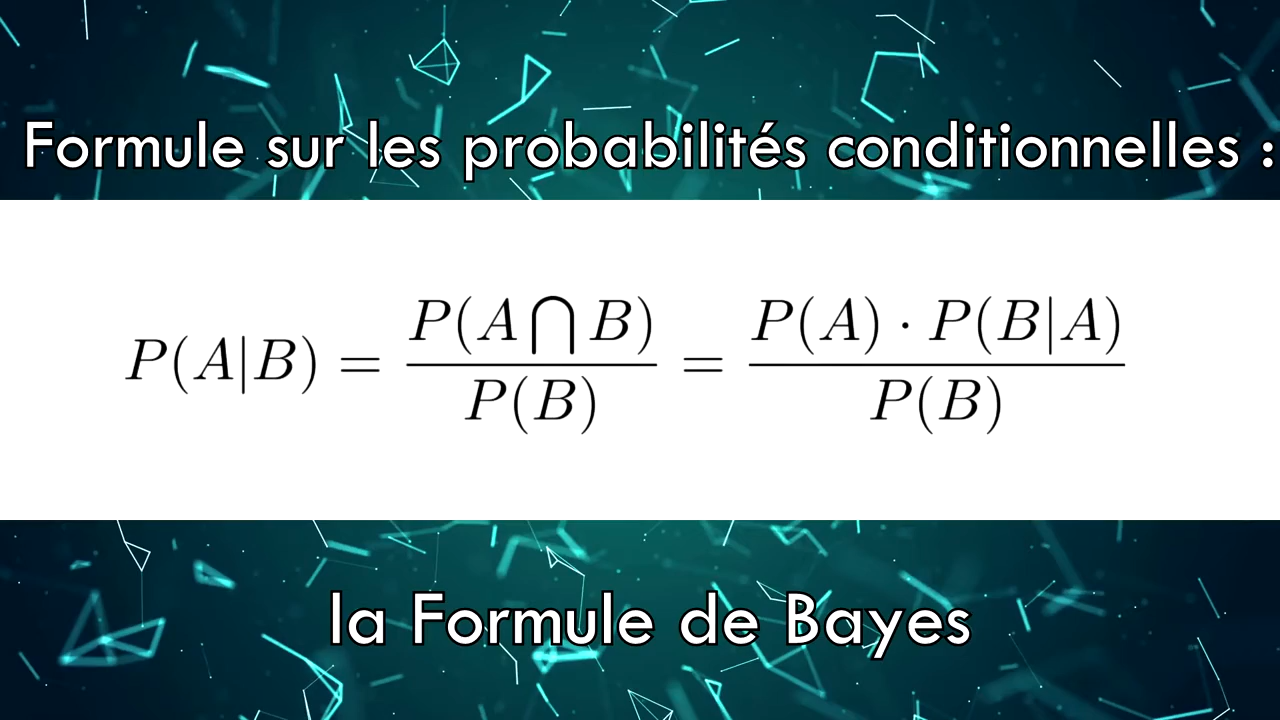 Formule sur les probabilités conditionnelles :
P(A|B) = P(A ⋂ B) / P(B) = P(A) · P(B|A) / P(B)
la Formule de Bayes